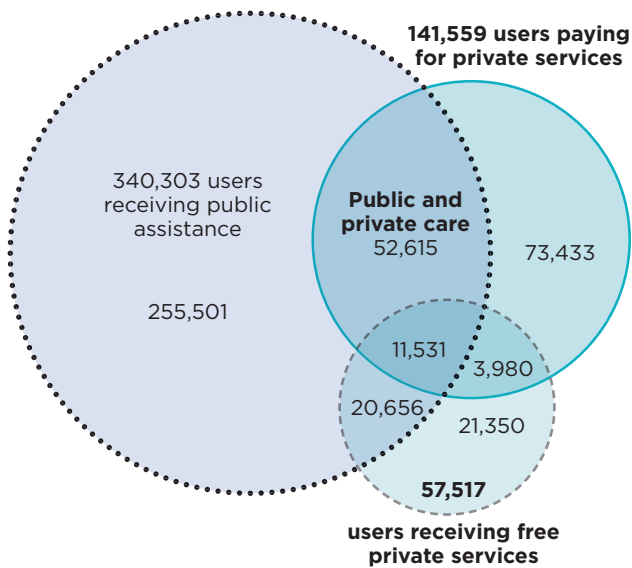 141,559 users paying
for private services
340,303 users
receiving public
assistance
Public and
private care
52,615
73,433
255,501
11,531
3,980
20,656
21,350
57,517
users receiving free
private services